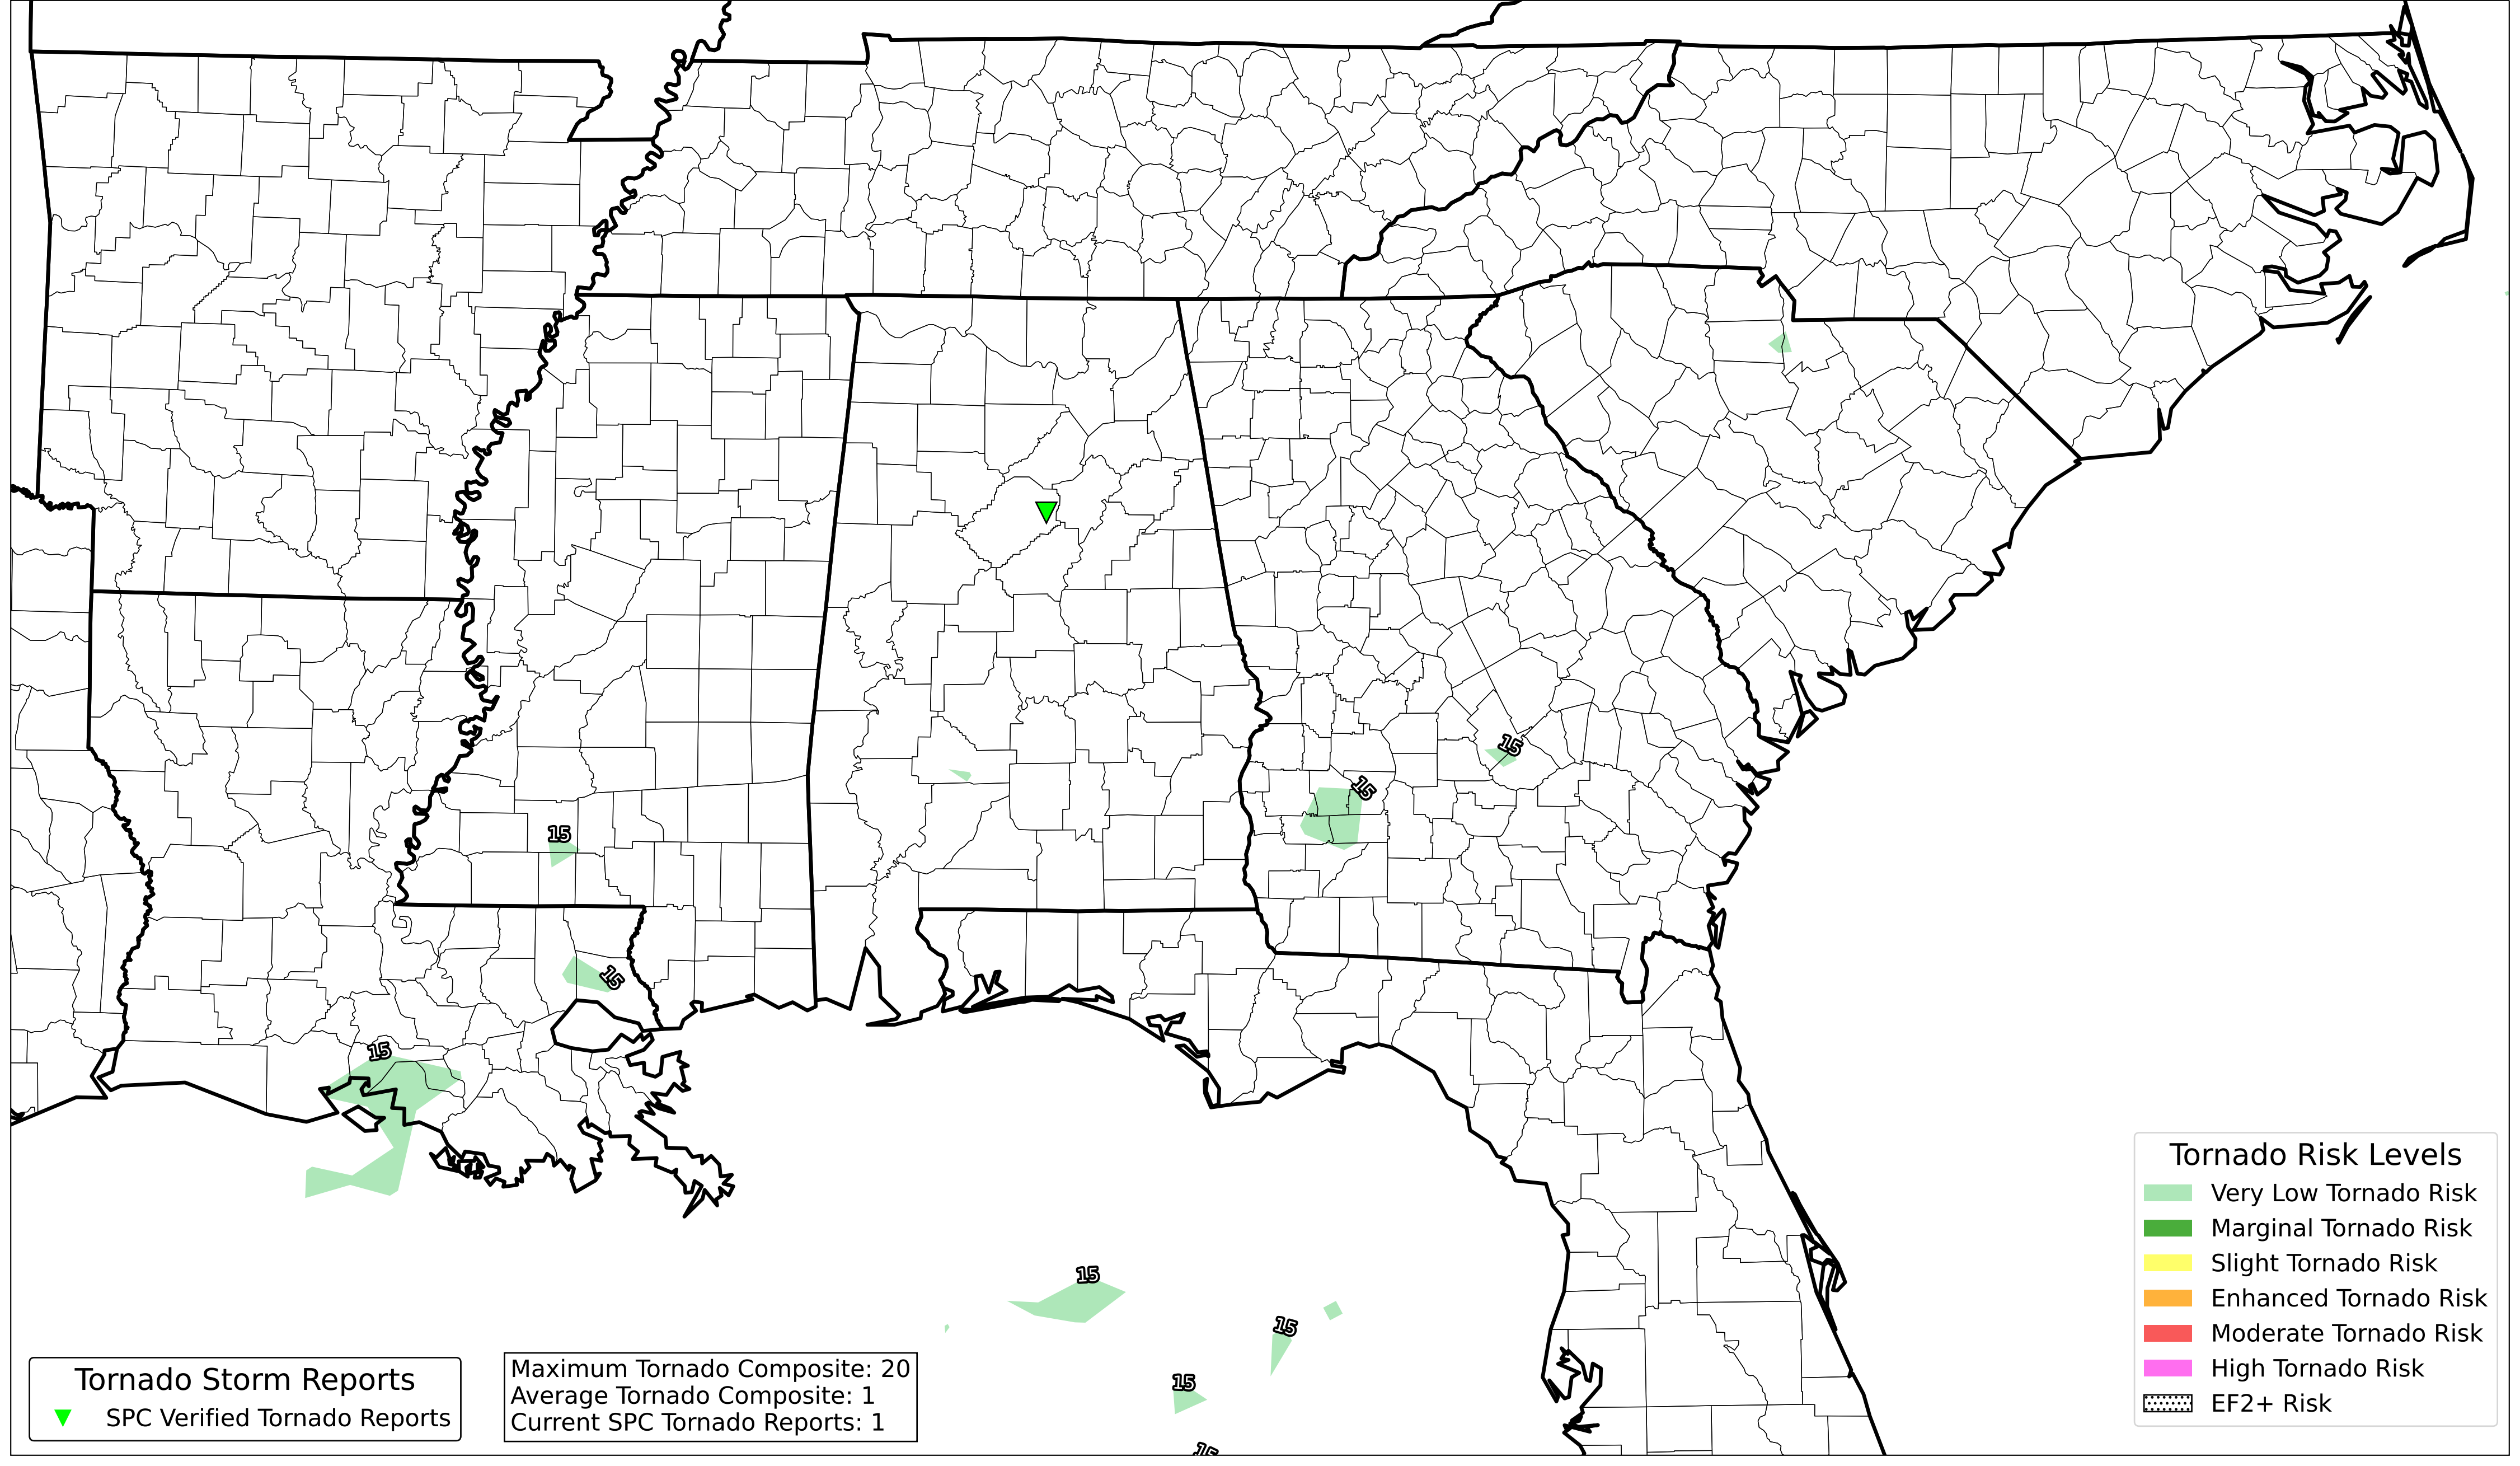 15
15
15
15
15
15
15
15
15
15
Tornado Storm Reports
SPC Verified Tornado Reports
Maximum Tornado Composite: 20
Average Tornado Composite: 1
Current SPC Tornado Reports: 1
Tornado Risk Levels
Very Low Tornado Risk
Marginal Tornado Risk
Slight Tornado Risk
Enhanced Tornado Risk
Moderate Tornado Risk
High Tornado Risk
EF2+ Risk